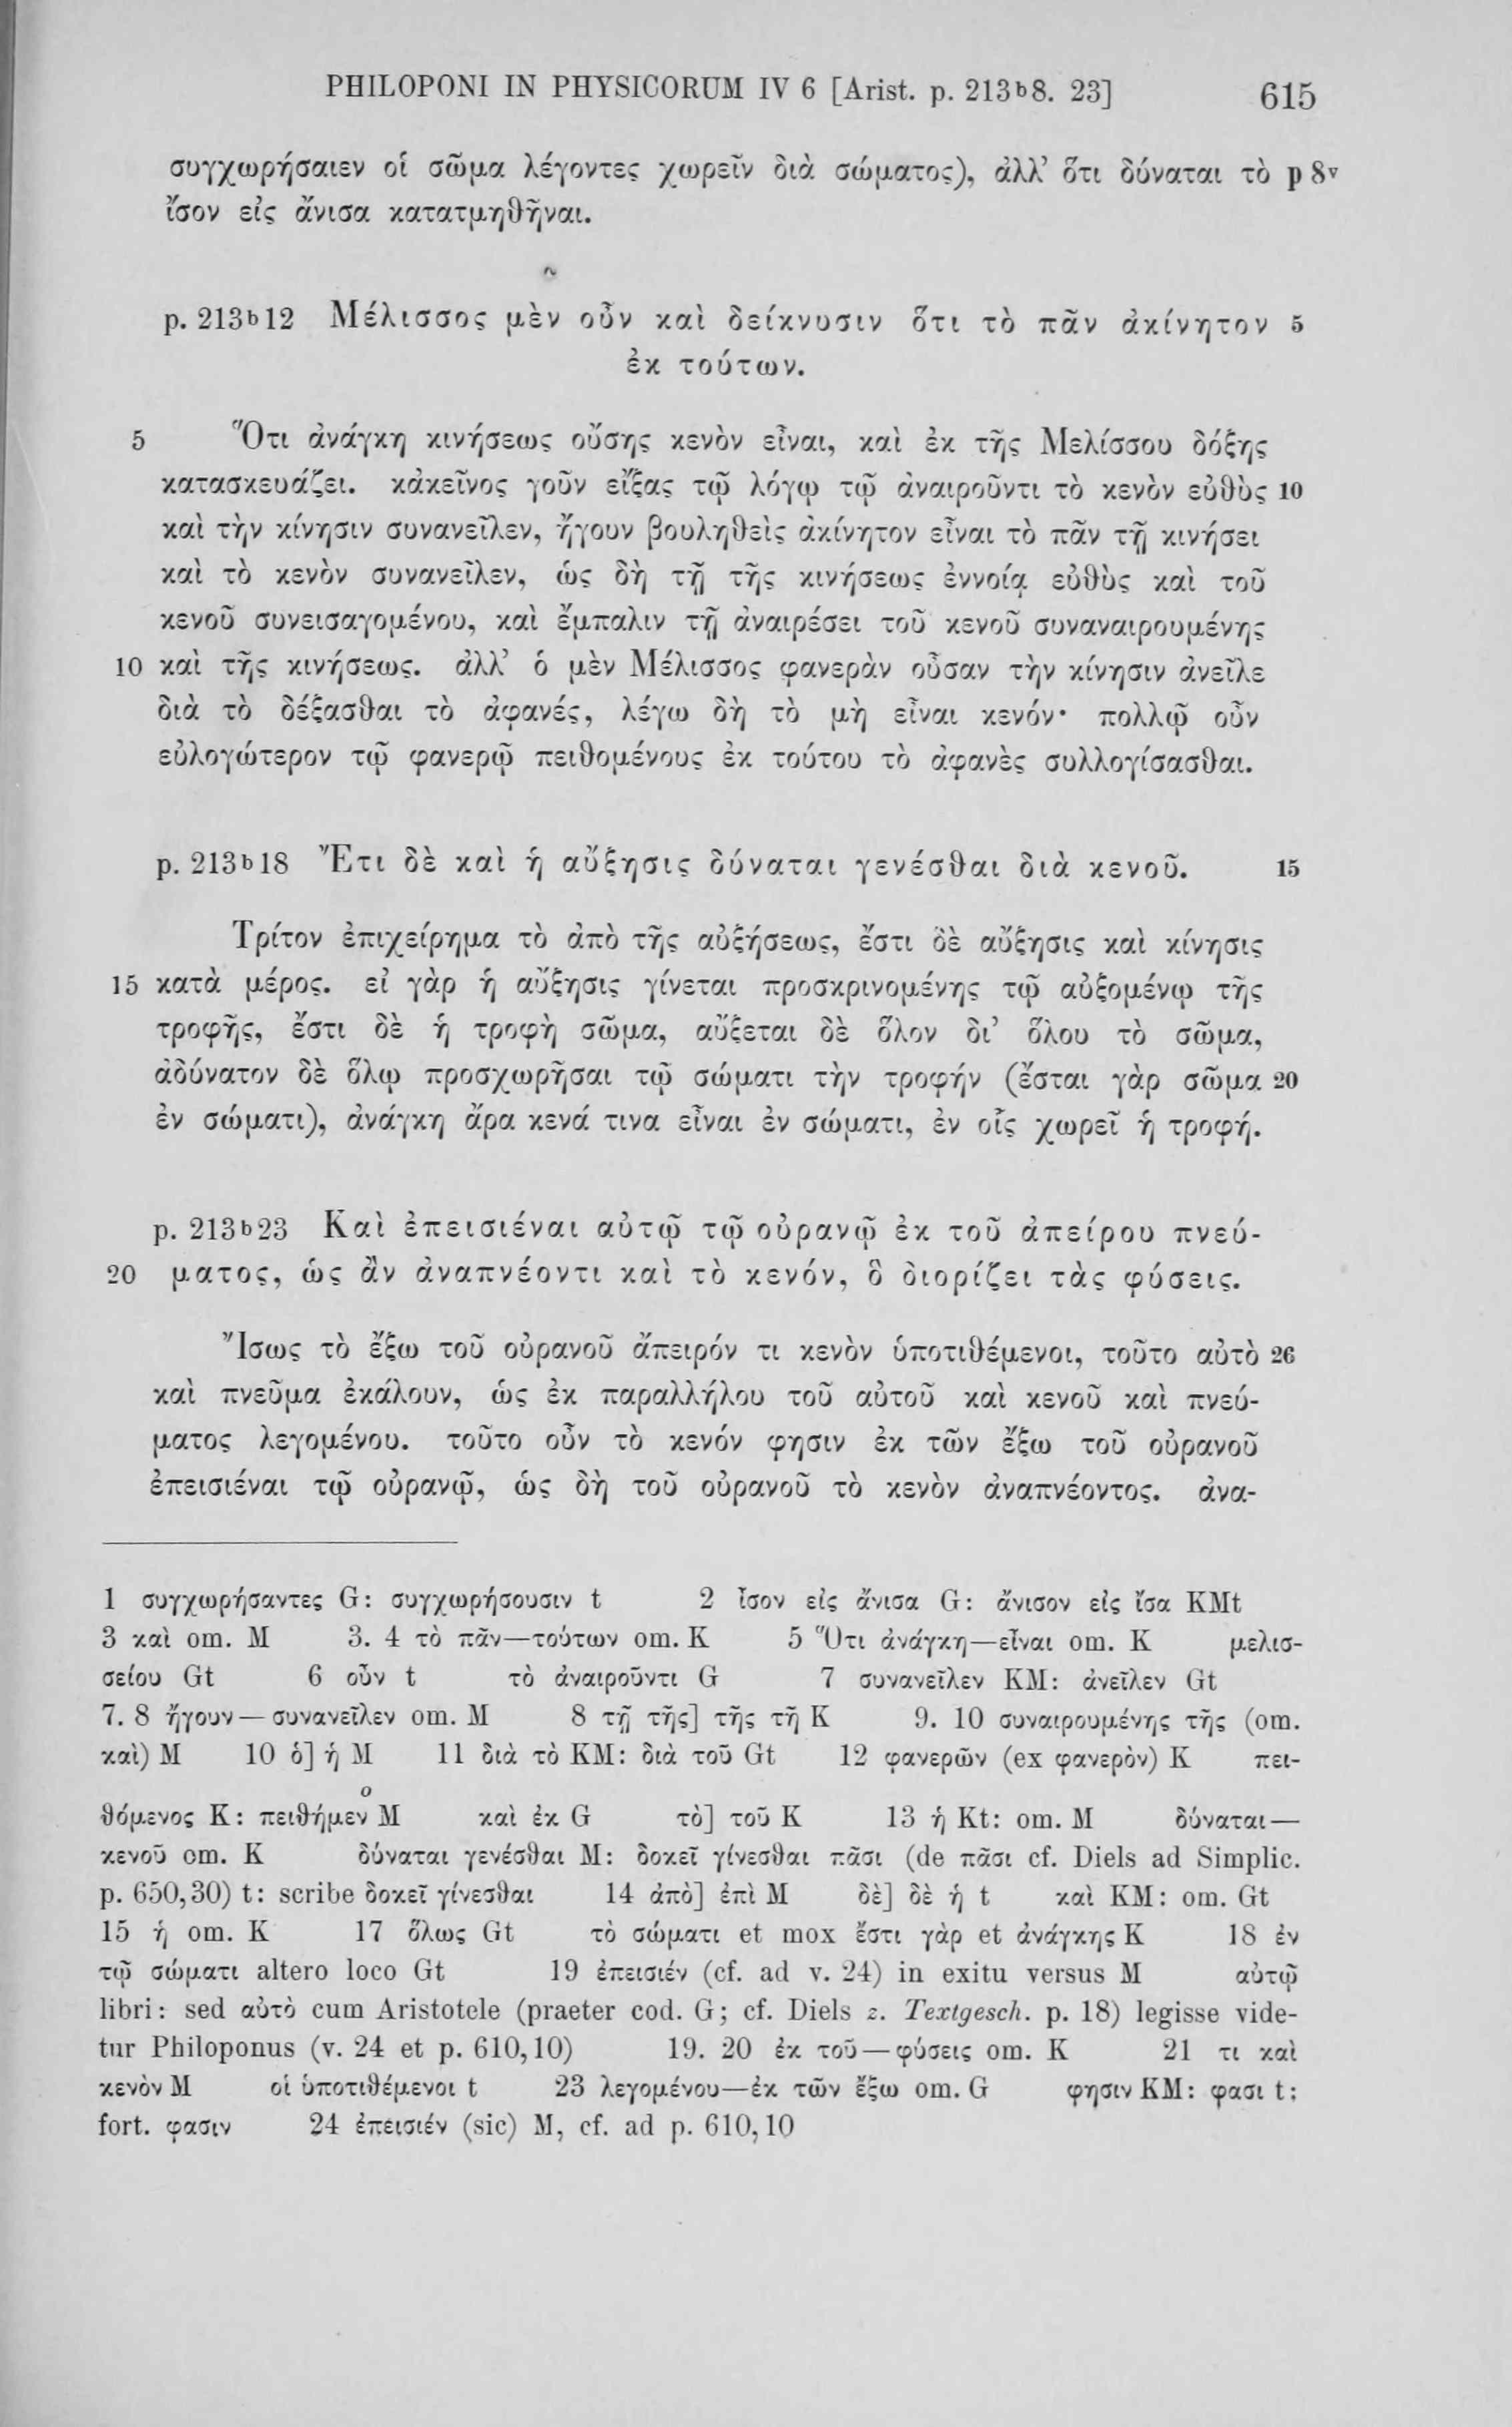 PHILOPONI IN PHYSICORUM IV 6 [Arist. p. 213b8. 23] 615
συγχωρήσαιεν οἱ σῶμα λέγοντες χωρεῖν διὰ σώματος), ἀλλ’ ὅτι δύναται τὸ p 8v
ἴσον εἰς ἄνισα κατατμηθῆναι.
p. 213b12 Μέλισσος μὲν οὖν καὶ δείκνυσιν ὅτι τὸ πᾶν ἀκίνητον 5
ἐκ τούτων.
5 Ὅτι ἀνάγκη κινήσεως οὔσης κενὸν εἶναι, καὶ ἐκ τῆς Μελίσσου δόξης
κατασκευάζει. κἀκεῖνος γοῦν εἴξας τῷ λόγῳ τῷ ἀναιροῦντι τὸ κενὸν εὐθὺς 10
καὶ τὴν κίνησιν συνανεῖλεν, ἤγουν βουληθεὶς ἀκίνητον εἶναι τὸ πᾶν τῇ κινήσει
καὶ τὸ κενὸν συνανεῖλεν, ὡς δὴ τῇ τῆς κινήσεως ἐννοίᾳ εὐθὺς καὶ τοῦ
κενοῦ συνεισαγομένου, καὶ ἔμπαλιν τῇ ἀναιρέσει τοῦ κενοῦ συναναιρουμένης
10 καὶ τῆς κινήσεως. ἀλλ’ ὁ μὲν Μέλισσος φανερὰν οὖσαν τὴν κίνησιν ἀνεῖλε
διὰ τὸ δέξασθαι τὸ ἀφανές, λέγω δὴ τὸ μὴ εἶναι κενόν· πολλῷ οὖν
εὐλογώτερον τῷ φανερῷ πειθομένους ἐκ τούτου τὸ ἀφανὲς συλλογίσασθαι.
p. 213b18 Ἔτι δὲ καὶ ἡ αὔξησις δύναται γενέσθαι διὰ κενοῦ. 15
Τρίτον ἐπιχείρημα τὸ ἀπὸ τῆς αὐξήσεως, ἔστι δὲ αὔξησις καὶ κίνησις
15 κατὰ μέρος. εἰ γὰρ ἡ αὔξησις γίνεται προσκρινομένης τῷ αὐξομένῳ τῆς
τροφῆς, ἔστι δὲ ἡ τροφὴ σῶμα, αὔξεται δὲ ὅλον δι’ ὅλου τὸ σῶμα,
ἀδύνατον δὲ ὅλῳ προσχωρῆσαι τῷ σώματι τὴν τροφήν (ἔσται γὰρ σῶμα 20
ἐν σώματι), ἀνάγκη ἄρα κενά τινα εἶναι ἐν σώματι, ἐν οἷς χωρεῖ ἡ τροφή.
p. 213b23 Καὶ ἐπεισιέναι αὐτῷ τῷ οὐρανῷ ἐκ τοῦ ἀπείρου πνεύ-
20 ματος, ὡς ἂν ἀναπνέοντι καὶ τὸ κενόν, ὃ διορίζει τὰς φύσεις.
Ἴσως τὸ ἔξω τοῦ οὐρανοῦ ἄπειρόν τι κενὸν ὑποτιθέμενοι, τοῦτο αὐτὸ 26
καὶ πνεῦμα ἐκάλουν, ὡς ἐκ παραλλήλου τοῦ αὐτοῦ καὶ κενοῦ καὶ πνεύ-
ματος λεγομένου. τοῦτο οὖν τὸ κενόν φησιν ἐκ τῶν ἔξω τοῦ οὐρανοῦ
ἐπεισιέναι τῷ οὐρανῷ, ὡς δὴ τοῦ οὐρανοῦ τὸ κενὸν ἀναπνέοντος. ἀνα-
1 συγχωρήσαντες G: συγχωρήσουσιν t 2 ἴσον εἰς ἄνισα G: ἄνισον εἰς ἴσα KMt
3 καὶ om. M 3. 4 τὸ πᾶν—τούτων om. K 5 Ὅτι ἀνάγκη—εἶναι om. K μελισ-
σείου Gt 6 οὖν t τὸ ἀναιροῦντι G 7 συνανεῖλεν KM: ἀνεῖλεν Gt
7. 8 ἤγουν—συνανεῖλεν om. M 8 τῇ τῆς] τῆς τῆ K 9. 10 συναιρουμένης τῆς (om.
καὶ) M 10 ὁ] ἡ M 11 διὰ τὸ KM: διὰ τοῦ Gt 12 φανερῶν (ex φανερὸν) K πει-
θόμενος K: πειθήμεν ο M καὶ ἐκ G τὸ] τοῦ K 13 ἡ Kt: om. M δύναται—
κενοῦ om. K δύναται γενέσθαι M: δοκεῖ γίνεσθαι πᾶσι (de πᾶσι cf. Diels ad Simplic.
p. 650,30) t: scribe δοκεῖ γίνεσθαι 14 ἀπὸ] ἐπὶ M δὲ] δὲ ἡ t καὶ KM: om. Gt
15 ἡ om. K 17 ὅλως Gt τὸ σώματι et mox ἔστι γὰρ et ἀνάγκης K 18 ἐν
τῷ σώματι altero loco Gt 19 ἐπεισιέν (cf. ad v. 24) in exitu versus M αὐτῷ
libri: sed αὐτὸ cum Aristotele (praeter cod. G; cf. Diels z. Textgesch. p. 18) legisse vide-
tur Philoponus (v. 24 et p. 610,10) 19. 20 ἐκ τοῦ—φύσεις om. K 21 τι καὶ
κενὸν M οἱ ὑποτιθέμενοι t 23 λεγομένου—ἐκ τῶν ἔξω om. G φησιν KM: φασι t:
fort. φασιν 24 ἐπεισιέν (sic) M, cf. ad p. 610,10